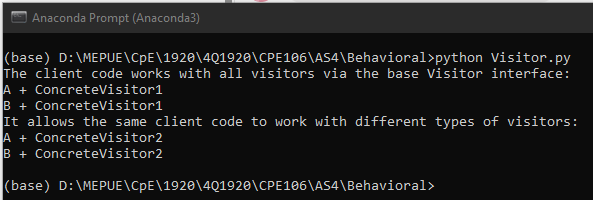 Anaconda Prompt (Anaconda3)
(base) D:\MEPUE\CpE\1920\4Q1920\CPE106\AS4\Behavioral>python Visitor.py
The client code works with all visitors via the base Visitor interface:
A + ConcreteVisitor1
B + ConcreteVisitor1
It allows the same client code to work with different types of visitors:
A + ConcreteVisitor2
B + ConcreteVisitor2
(base) D:\MEPUE\CpE\1920\4Q1920\CPE106\AS4\Behavioral>